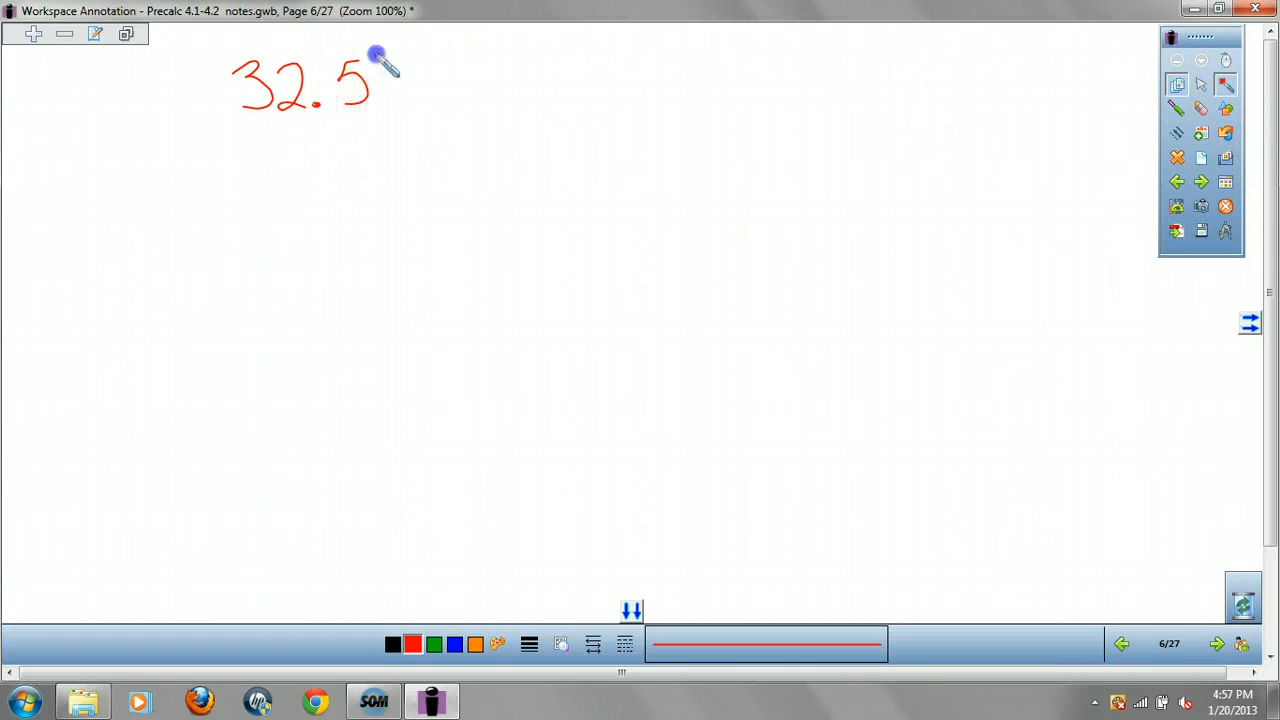 Workspace Annotation - Precalc 4.1-4.2 notes.gwb, Page 6/27 (Zoom 100%) *
32.5
6/27
SOM
4:57 PM
1/20/2013